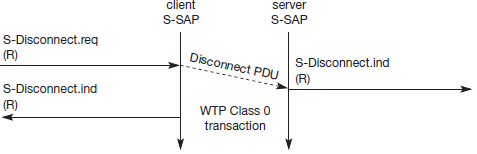 client
S-SAP
server
S-SAP
S-Disconnect.req
(R)
Disconnect PDU
S-Disconnect.ind
(R)
S-Disconnect.ind
(R)
WTP Class 0
transaction